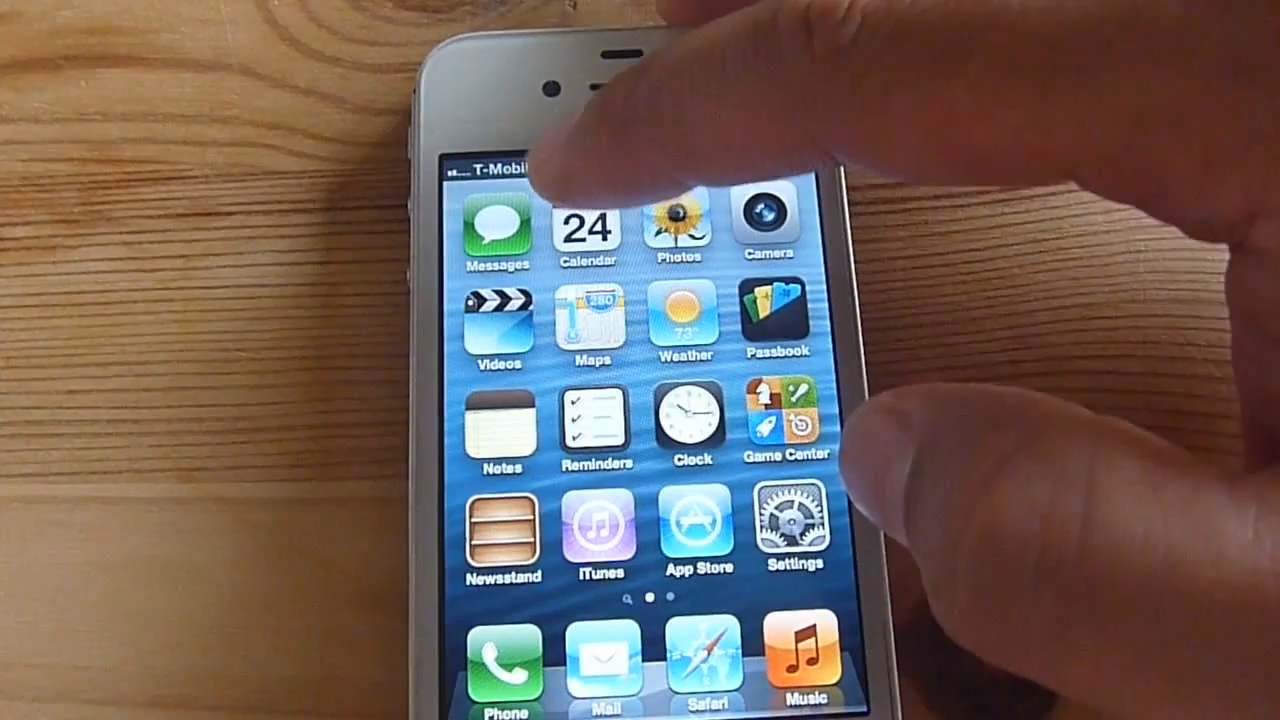 T-Mobil
24
Messages Calendar Photos Camera
280
73°
Videos Maps Weather Passbook
Notes Reminders Clock Game Center
Newsstand iTunes App Store Settings
Phone Mail Safari Music